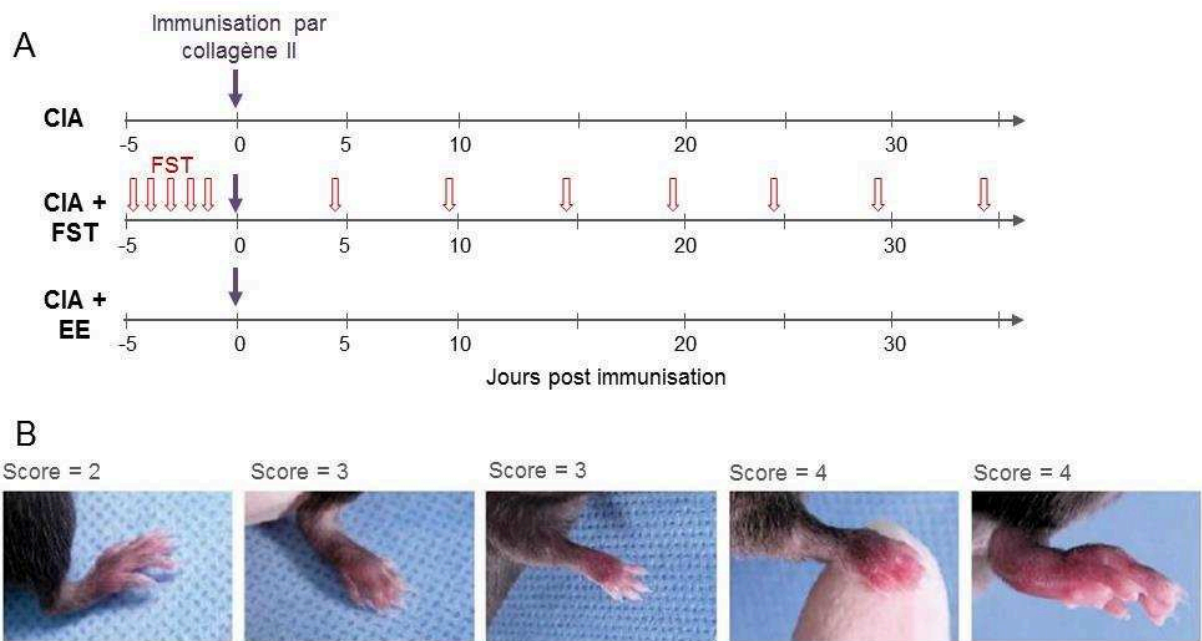 A
Immunisation par
collagène II
CIA
-5 0 5 10 20 30
FST
CIA +
FST
-5 0 5 10 20 30
CIA +
EE
-5 0 5 10 20 30
Jours post immunisation
B
Score = 2 Score = 3 Score = 3 Score = 4 Score = 4